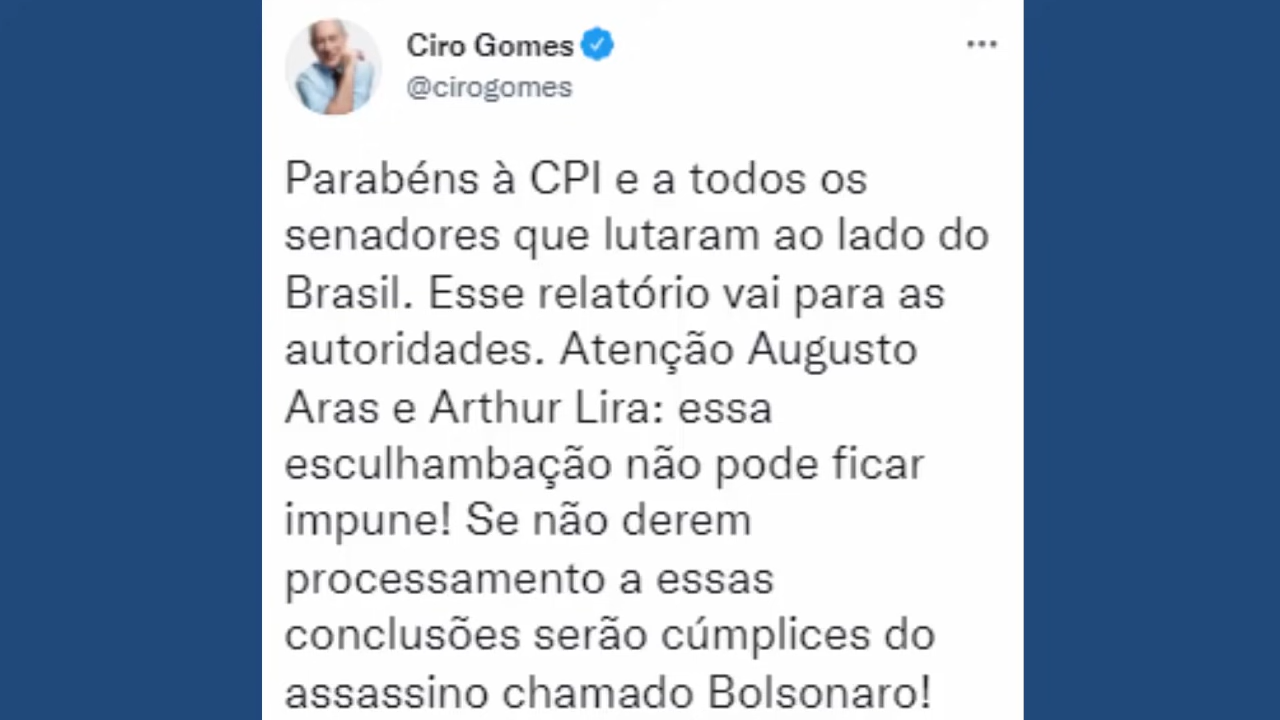 Ciro Gomes
@cirogomes
Parabéns à CPI e a todos os
senadores que lutaram ao lado do
Brasil. Esse relatório vai para as
autoridades. Atenção Augusto
Aras e Arthur Lira: essa
esculhambação não pode ficar
impune! Se não derem
processamento a essas
conclusões serão cúmplices do
assassino chamado Bolsonaro!